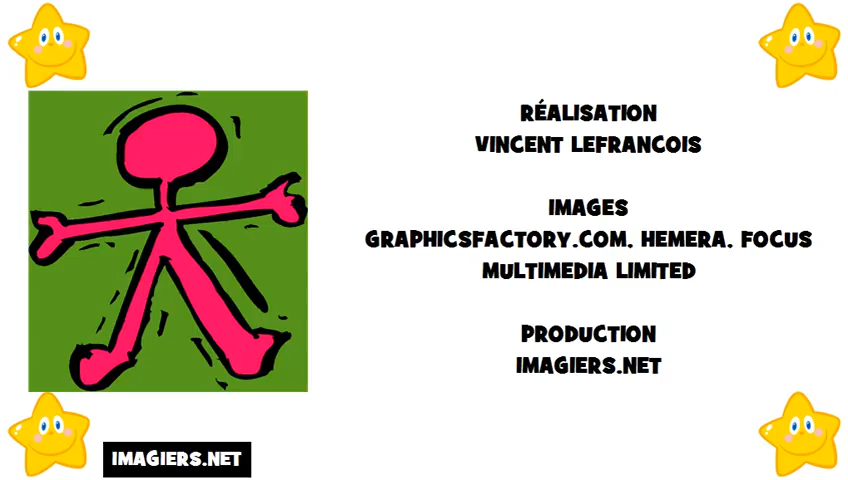 RÉALISATION
VINCENT LEFRANCOIS
IMAGES
GRAPHICSFACTORY.COM, HEMERA, FOCUS
MULTIMEDIA LIMITED
PRODUCTION
IMAGIERS.NET
IMAGIERS.NET